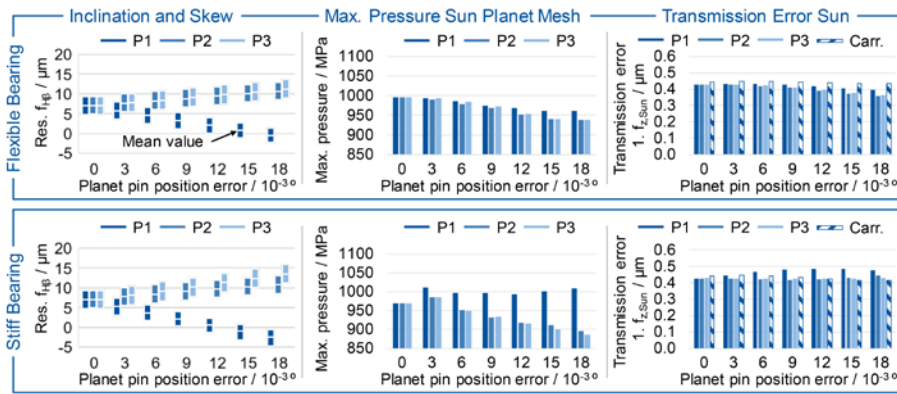 Inclination and Skew
Max. Pressure Sun Planet Mesh
Transmission Error Sun
Flexible Bearing
P1 P2 P3
Res. fHβ / µm
20
15
10
5
0
-5
Mean value
0 3 6 9 12 15 18
Planet pin position error / 10-3 º
P1 P2 P3
Max. pressure / MPa
1100
1050
1000
950
900
850
0 3 6 9 12 15 18
Planet pin position error / 10-3 º
P1 P2 P3 Carr.
Transmission error
1. fz,Sun / µm
0.6
0.5
0.4
0.3
0.2
0.1
0.0
0 3 6 9 12 15 18
Planet pin position error / 10-3 º
Stiff Bearing
P1 P2 P3
Res. fHβ / µm
20
15
10
5
0
-5
0 3 6 9 12 15 18
Planet pin position error / 10-3 º
P1 P2 P3
Max. pressure / MPa
1100
1050
1000
950
900
850
0 3 6 9 12 15 18
Planet pin position error / 10-3 º
P1 P2 P3 Carr.
Transmission error
1. fz,Sun / µm
0.6
0.5
0.4
0.3
0.2
0.1
0.0
0 3 6 9 12 15 18
Planet pin position error / 10-3 º